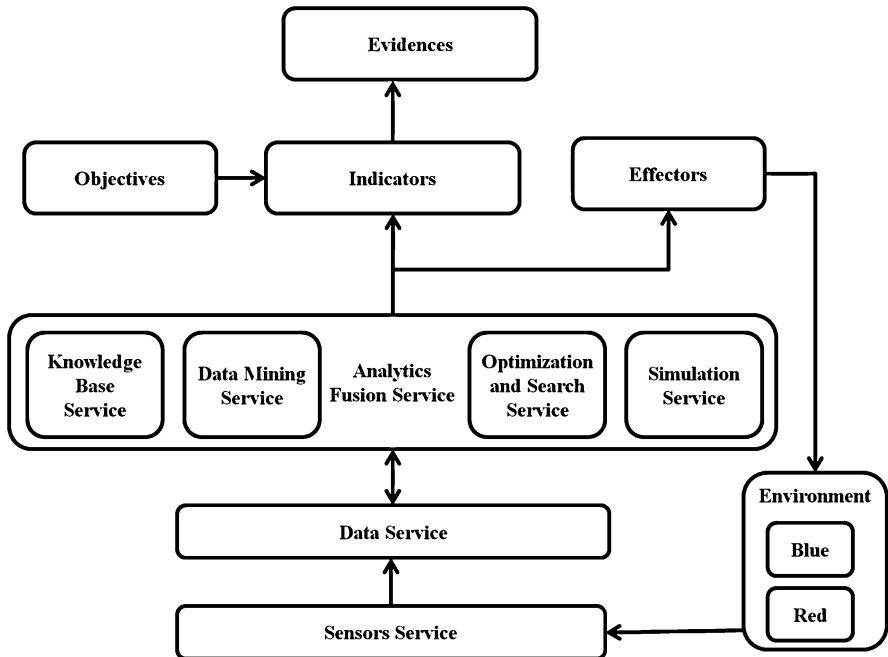 Evidences
Objectives
Indicators
Effectors
Knowledge
Base
Service
Data Mining
Service
Analytics
Fusion Service
Optimization
and Search
Service
Simulation
Service
Environment
Blue
Red
Data Service
Sensors Service